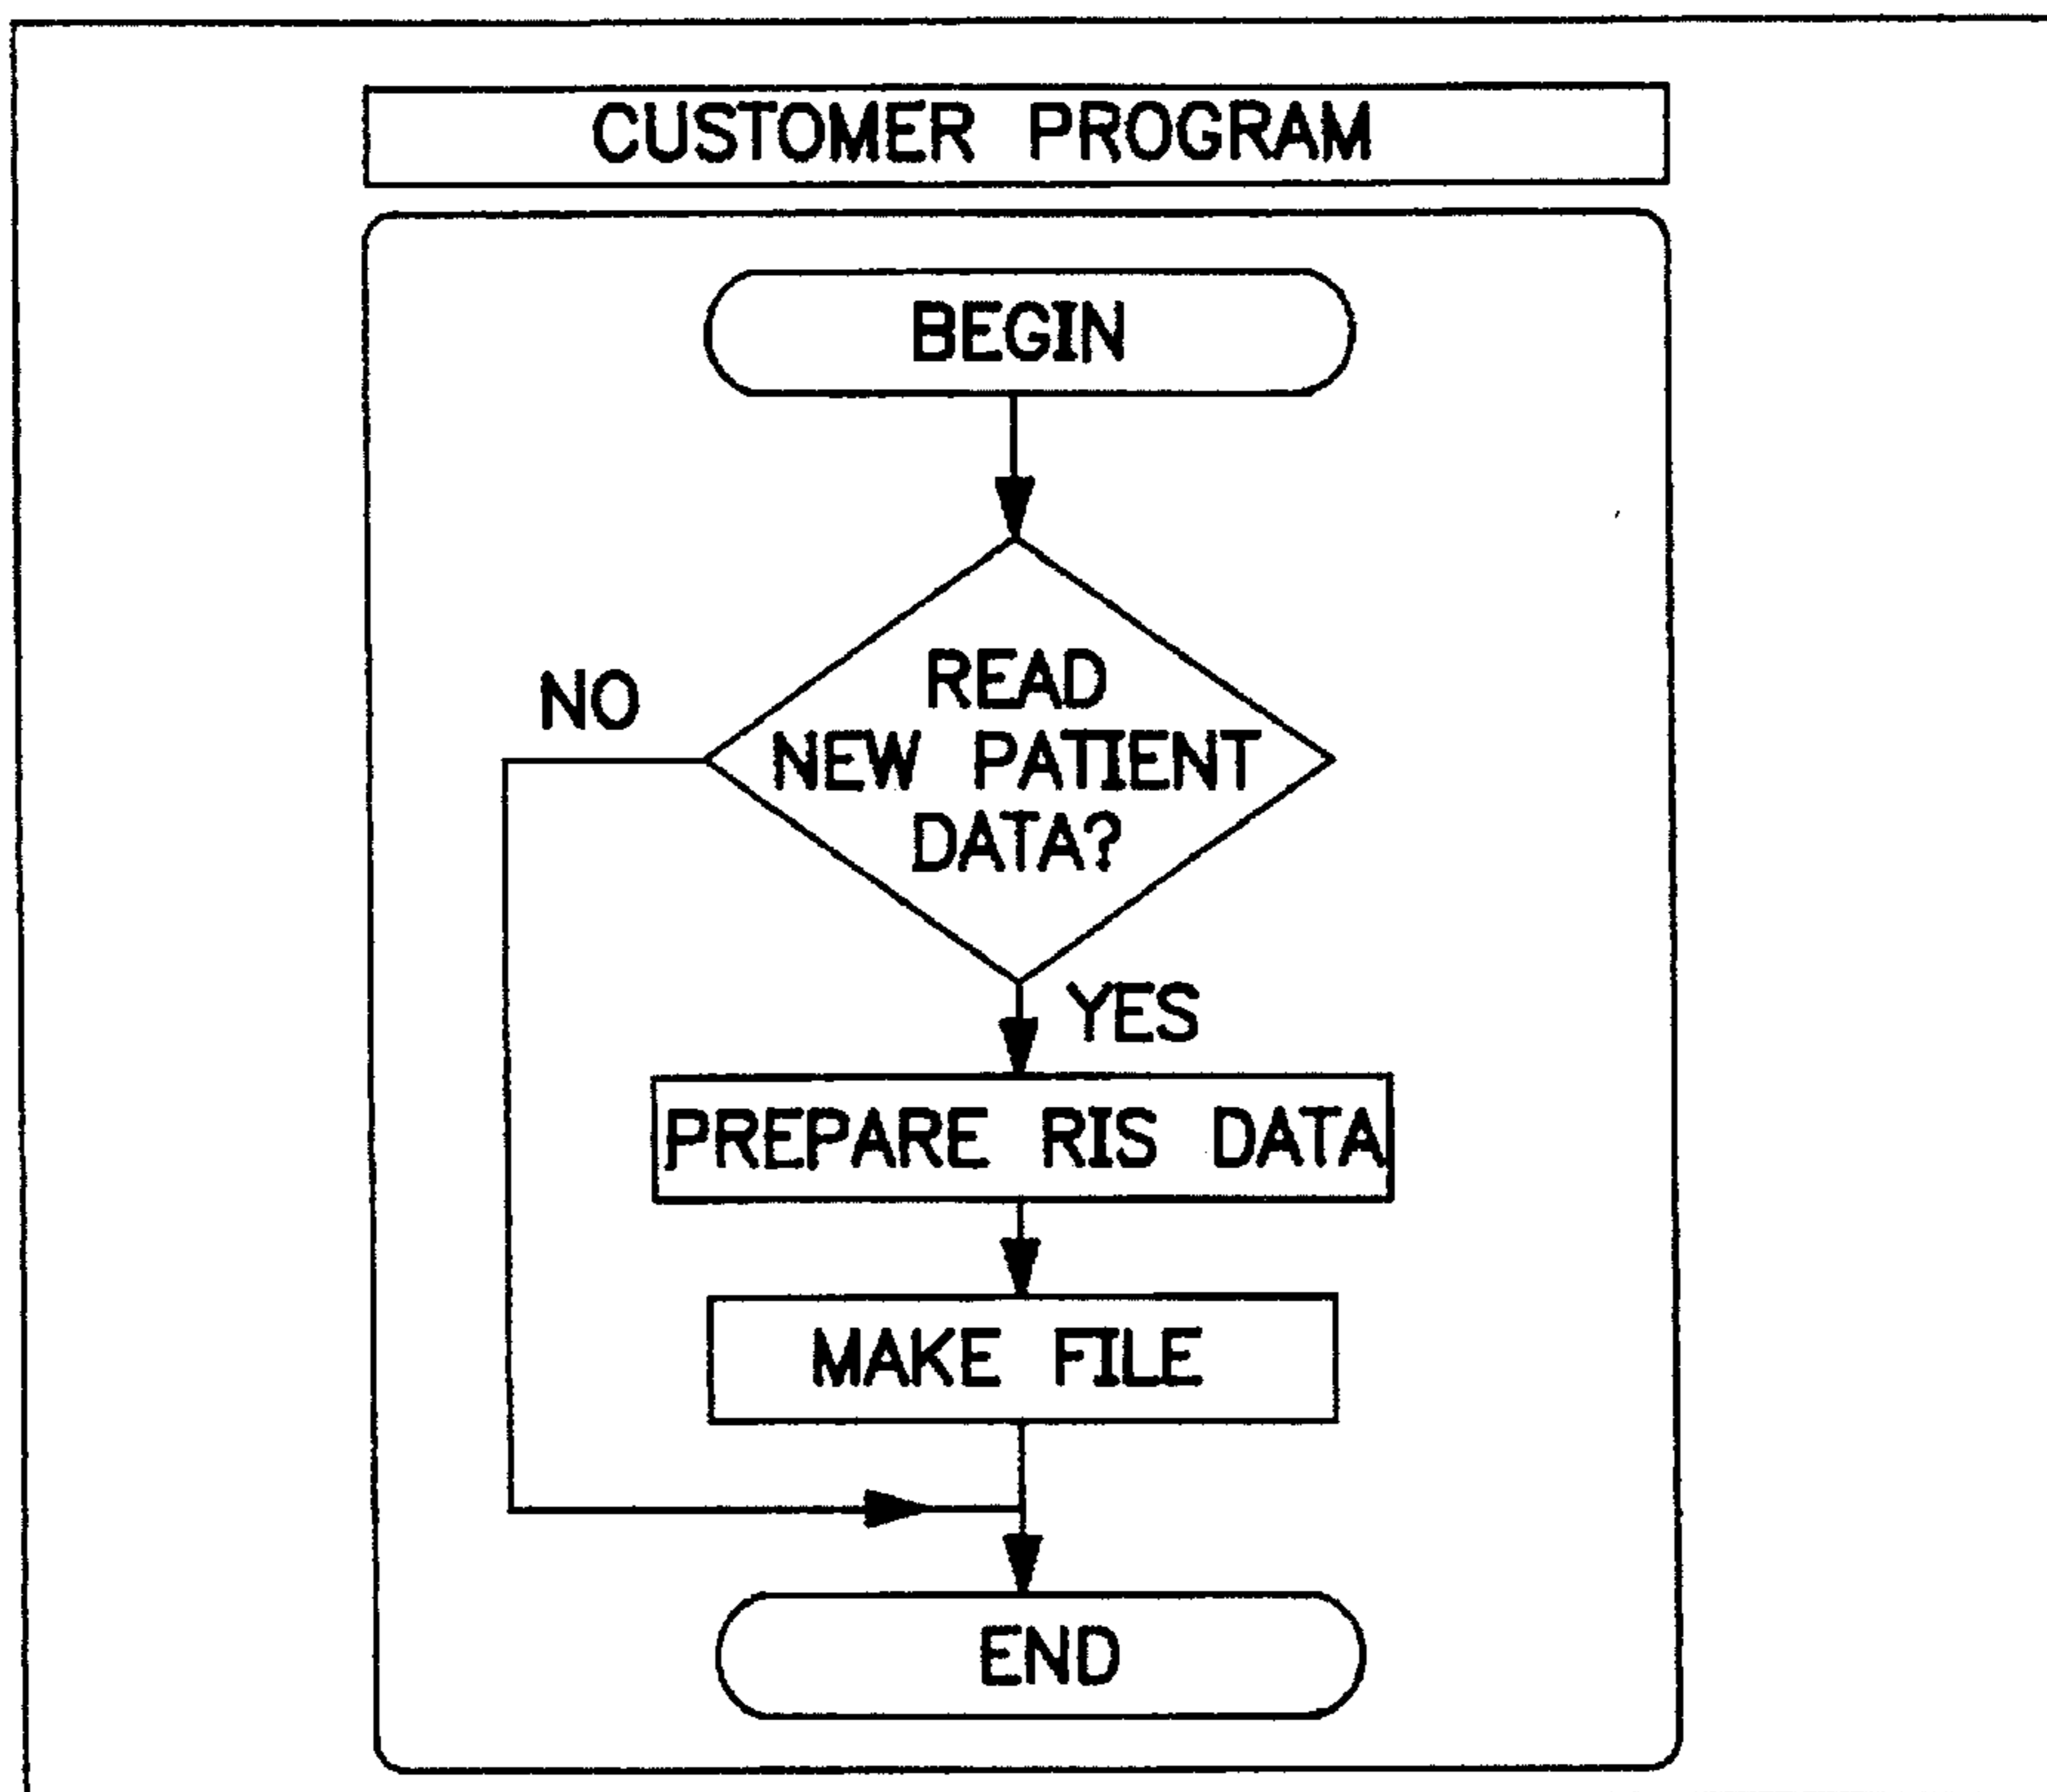 CUSTOMER PROGRAM
BEGIN
READ
NEW PATIENT
DATA?
NO
YES
PREPARE RIS DATA
MAKE FILE
END